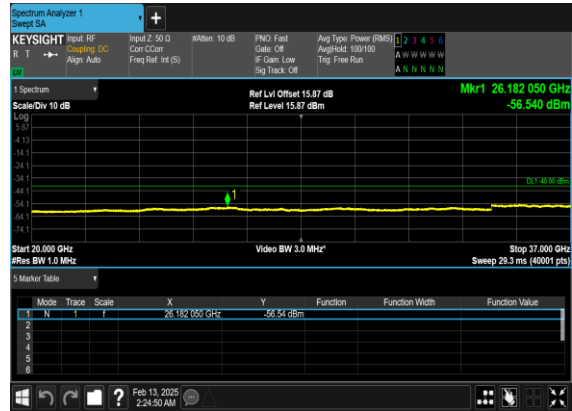 Spectrum Analyzer 1
Swept SA
+
KEYSIGHT Input: RF Input Z: 50 Ω #Atten: 10 dB PNO: Fast Avg Type: Power (RMS) 1 2 3 4 5 6
R T Coupling: DC Corr CCorr Gate: Off Avg|Hold: 100/100 A W W W W W
Align: Auto Freq Ref: Int (S) IF Gain: Low Trig: Free Run A N N N N N
Sig Track: Off
1 Spectrum Ref Lvl Offset 15.87 dB Mkr1 26.182 050 GHz
Scale/Div 10 dB Ref Level 15.87 dBm -56.540 dBm
Log
5.87
-4.13
-14.1
-24.1
-34.1
DL1 -40.00 dBm
-44.1
1
-54.1
-64.1
-74.1
Start 20.000 GHz Video BW 3.0 MHz* Stop 37.000 GHz
#Res BW 1.0 MHz Sweep 29.3 ms (40001 pts)
5 Marker Table
Mode Trace Scale X Y Function Function Width Function Value
1 N 1 f 26.182 050 GHz -56.54 dBm
2
3
4
5
6
? Feb 13, 2025
2:24:50 AM